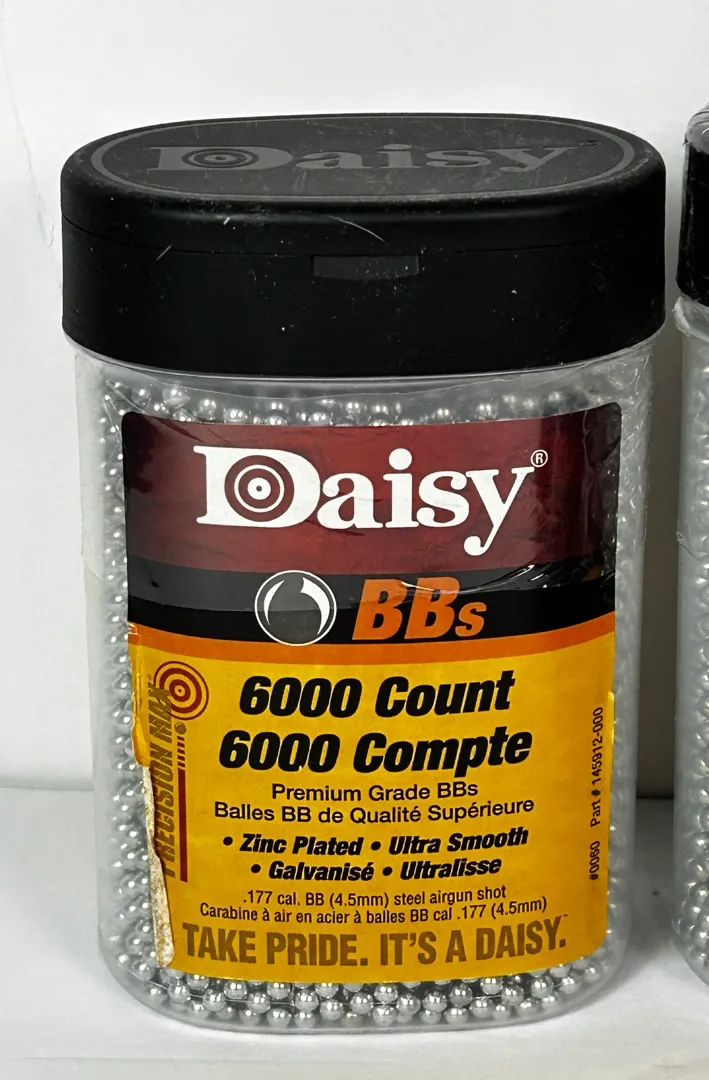 Daisy
Daisy®
BBs
PRECISION MAX
6000 Count
6000 Compte
Premium Grade BBs
Balles BB de Qualité Supérieure
• Zinc Plated • Ultra Smooth
• Galvanisé • Ultralisse
.177 cal. BB (4.5mm) steel airgun shot
Carabine à air en acier à balles BB cal .177 (4.5mm)
TAKE PRIDE. IT'S A DAISY.™
#0060 Part # 145912-000